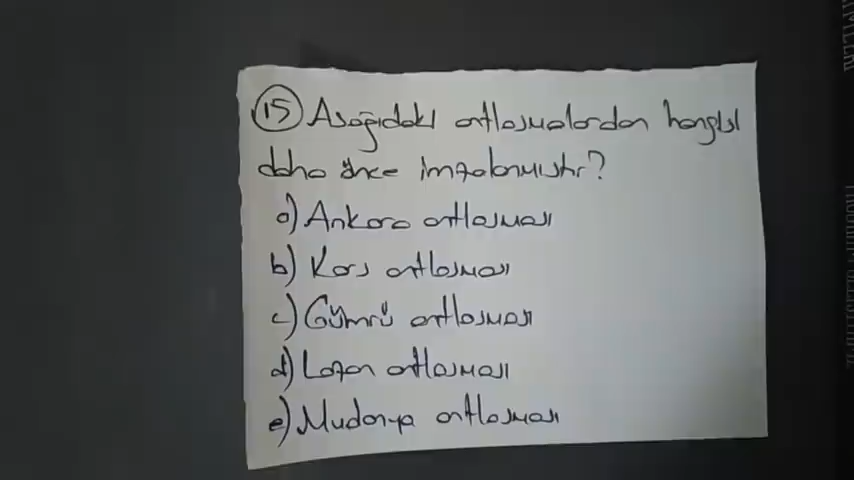 15 Aşağıdaki antlaşmalardan hangisi
daha önce imzalanmıştır?
a) Ankara antlaşması
b) Kars antlaşması
c) Gümrü antlaşması
d) Lozan antlaşması
e) Mudanya antlaşması